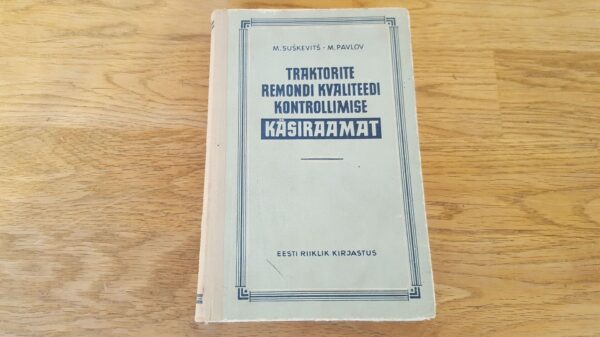 M. SUŠKEVITŠ - M. PAVLOV
TRAKTORITE
REMONDI KVALITEEDI
KONTROLLIMISE
KÄSIRAAMAT
EESTI RIIKLIK KIRJASTUS